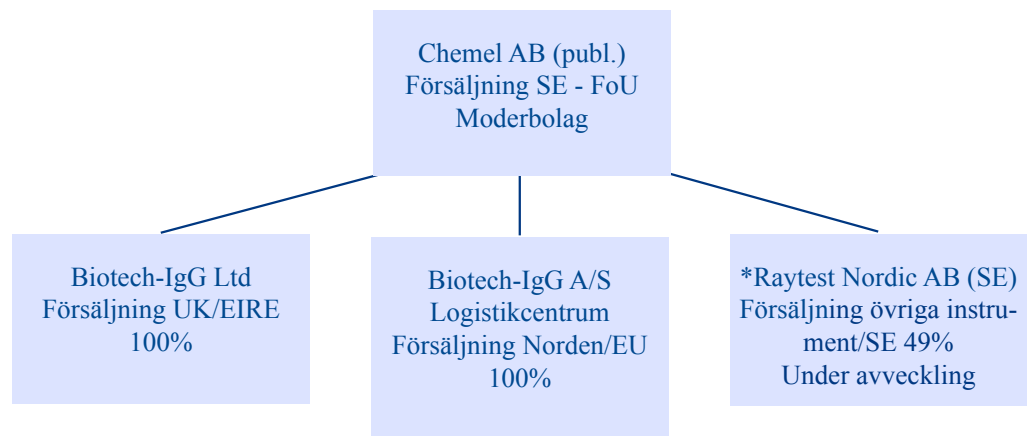 Chemel AB (publ.)
Försäljning SE - FoU
Moderbolag
Biotech-IgG Ltd
Försäljning UK/EIRE
100%
Biotech-IgG A/S
Logistikcentrum
Försäljning Norden/EU
100%
*Raytest Nordic AB (SE)
Försäljning övriga instru-
ment/SE 49%
Under avveckling